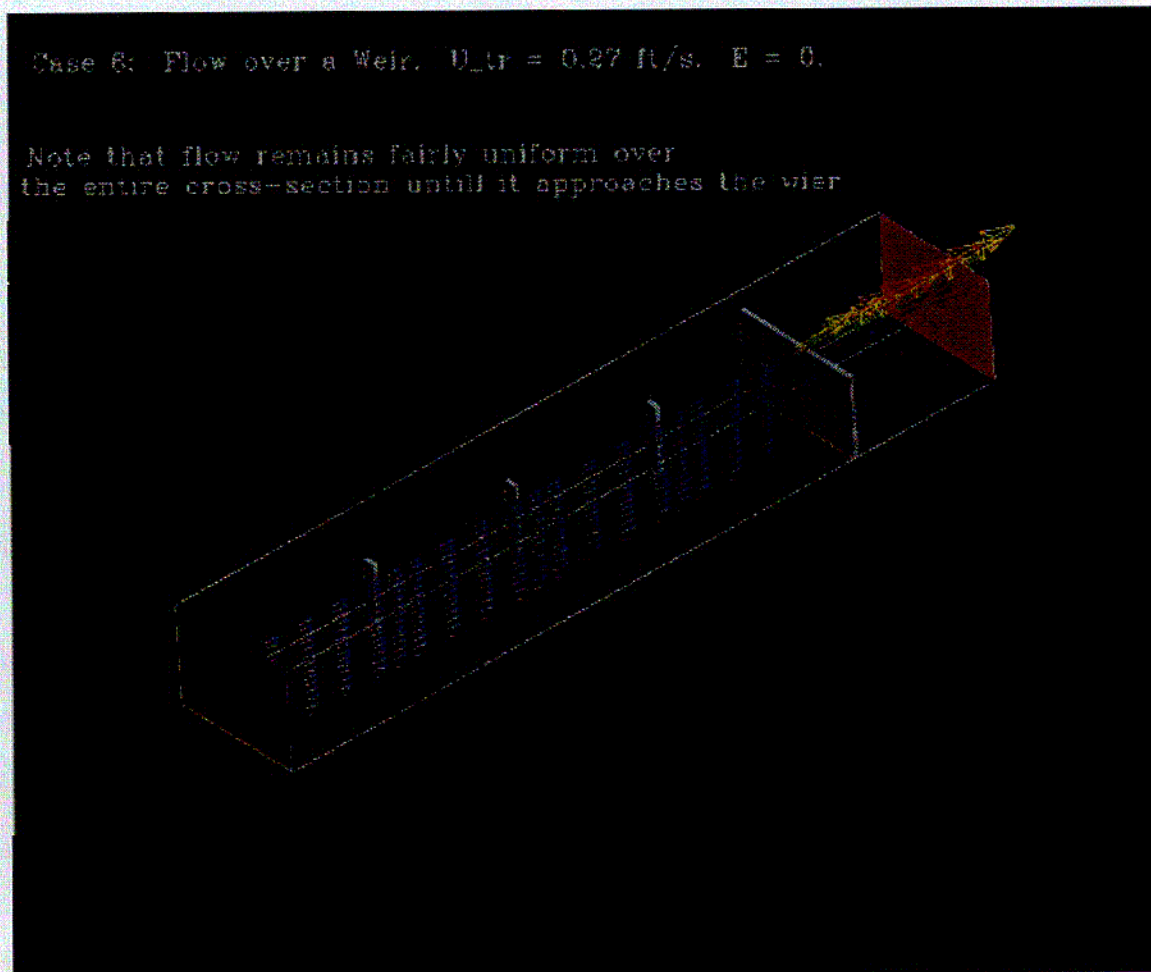 Case 6: Flow over a Weir. U_tr = 0.27 ft/s. E = 0.
Note that flow remains fairly uniform over
the entire cross-section untill it approaches the wier